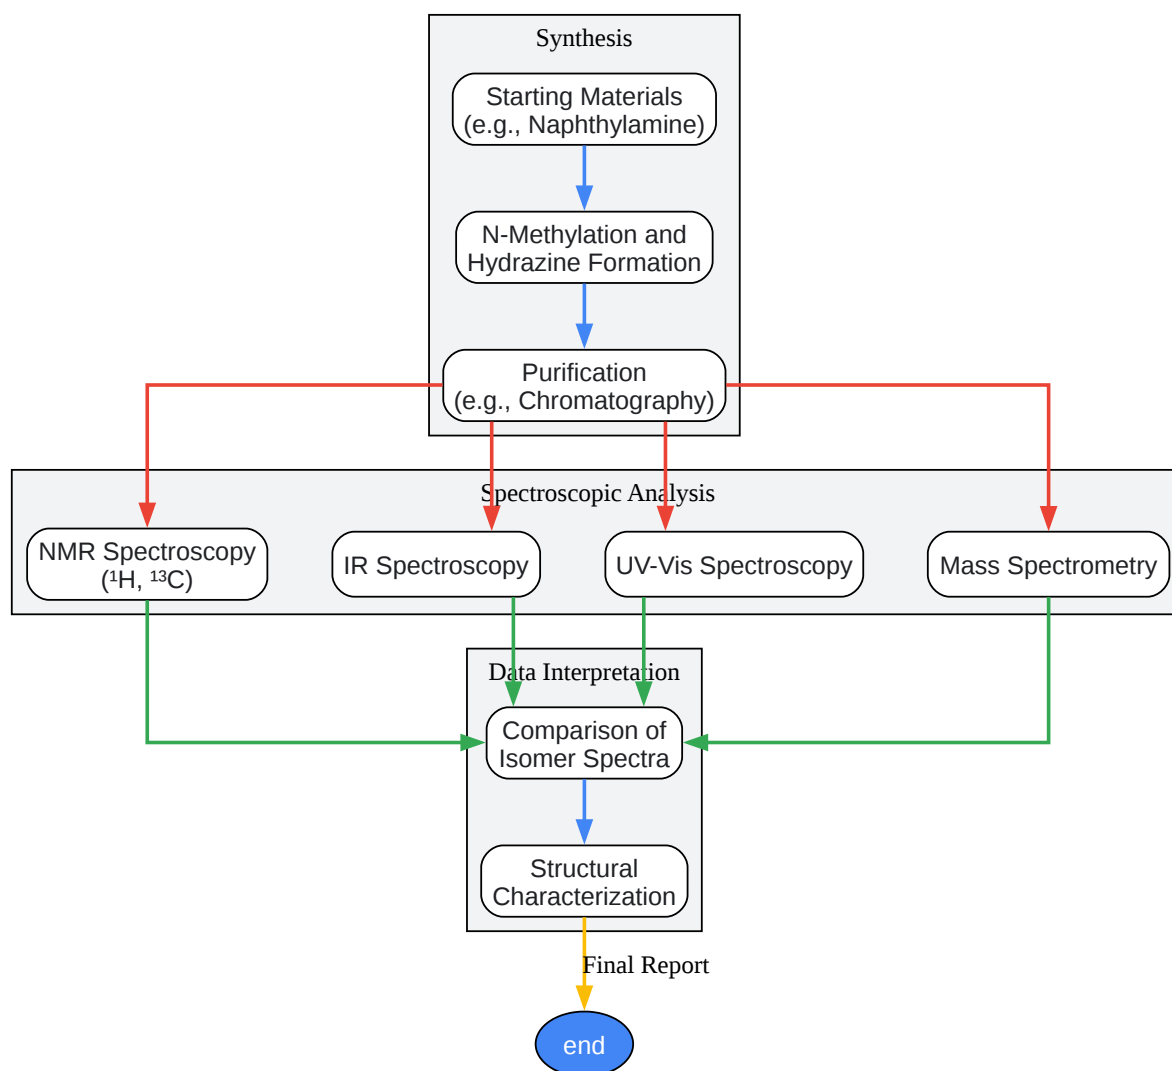 Synthesis
Starting Materials
(e.g., Naphthylamine)
N-Methylation and
Hydrazine Formation
Purification
(e.g., Chromatography)
Spectroscopic Analysis
NMR Spectroscopy
(¹H, ¹³C)
IR Spectroscopy
UV-Vis Spectroscopy
Mass Spectrometry
Data Interpretation
Comparison of
Isomer Spectra
Structural
Characterization
Final Report
end